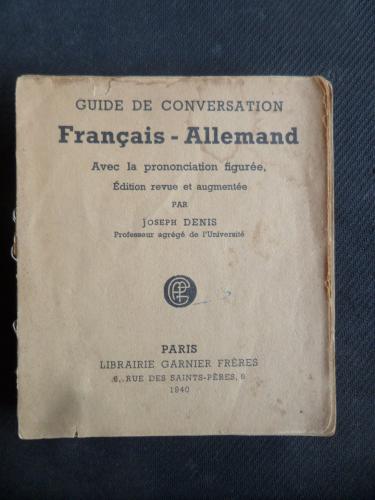 GUIDE DE CONVERSATION
Français - Allemand
Avec la prononciation figurée,
Édition revue et augmentée
PAR
JOSEPH DENIS
Professeur agrégé de l'Université
PARIS
LIBRAIRIE GARNIER FRÈRES
6, RUE DES SAINTS-PÈRES, 6
1940